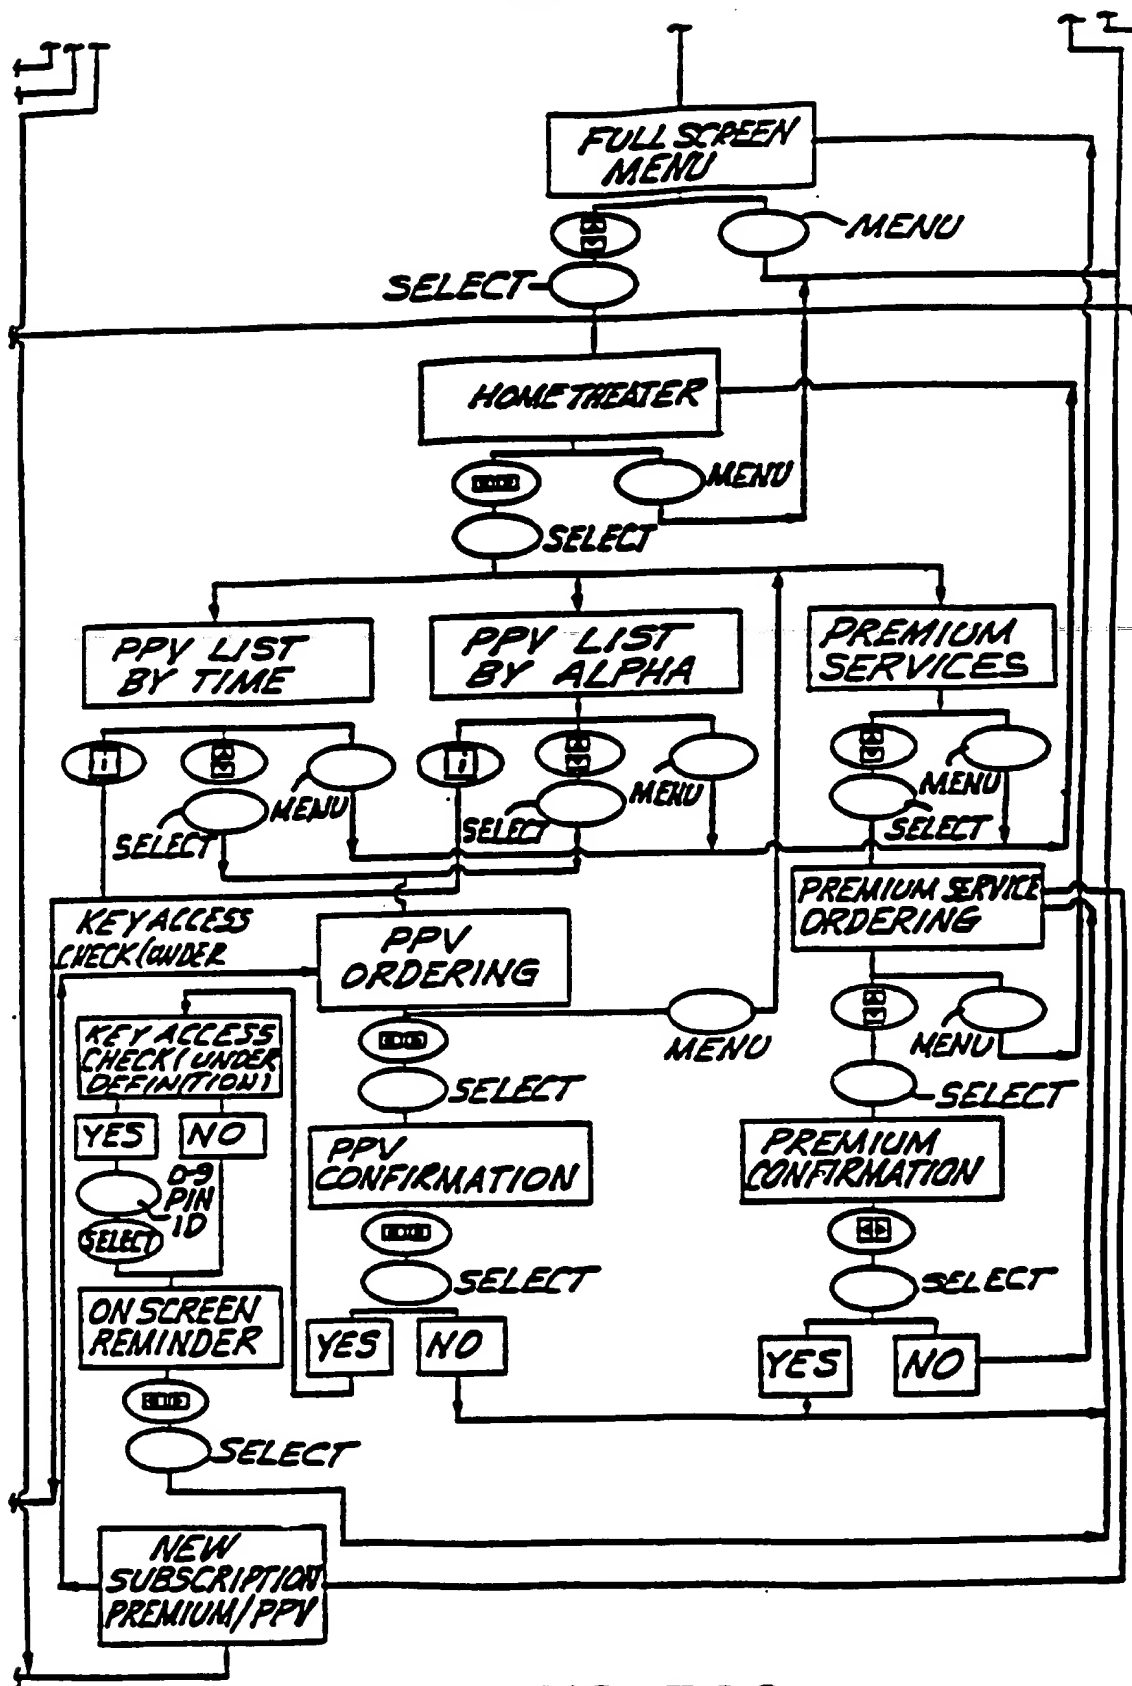 FULL SCREEN
MENU
MENU
SELECT
HOME THEATER
MENU
SELECT
PPV LIST
BY TIME
PPV LIST
BY ALPHA
PREMIUM
SERVICES
i
i
MENU
SELECT
MENU
SELECT
MENU
SELECT
KEY ACCESS
CHECK (UNDER
PPV
ORDERING
PREMIUM SERVICE
ORDERING
MENU
MENU
KEY ACCESS
CHECK (UNDER
DEFINITION)
SELECT
SELECT
YES
NO
PPV
CONFIRMATION
PREMIUM
CONFIRMATION
0-9
PIN
ID
SELECT
SELECT
SELECT
ON SCREEN
REMINDER
YES
NO
YES
NO
SELECT
NEW
SUBSCRIPTION
PREMIUM/PPV